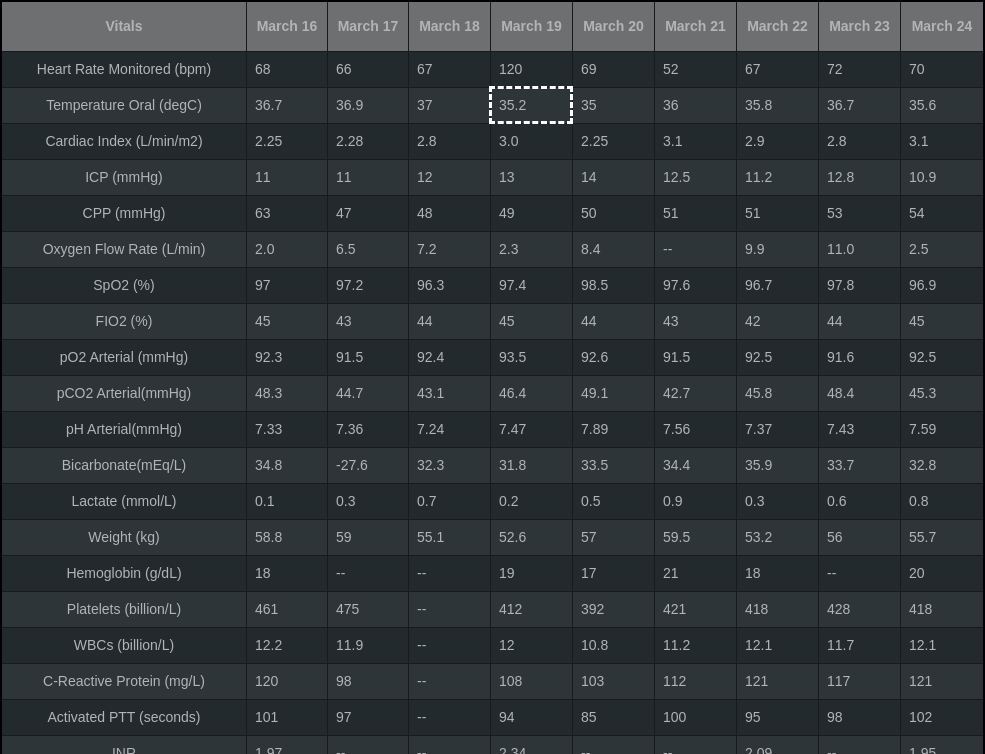 Vitals March 16 March 17 March 18 March 19 March 20 March 21 March 22 March 23 March 24
Heart Rate Monitored (bpm) 68 66 67 120 69 52 67 72 70
Temperature Oral (degC) 36.7 36.9 37 35.2 35 36 35.8 36.7 35.6
Cardiac Index (L/min/m2) 2.25 2.28 2.8 3.0 2.25 3.1 2.9 2.8 3.1
ICP (mmHg) 11 11 12 13 14 12.5 11.2 12.8 10.9
CPP (mmHg) 63 47 48 49 50 51 51 53 54
Oxygen Flow Rate (L/min) 2.0 6.5 7.2 2.3 8.4 -- 9.9 11.0 2.5
SpO2 (%) 97 97.2 96.3 97.4 98.5 97.6 96.7 97.8 96.9
FIO2 (%) 45 43 44 45 44 43 42 44 45
pO2 Arterial (mmHg) 92.3 91.5 92.4 93.5 92.6 91.5 92.5 91.6 92.5
pCO2 Arterial(mmHg) 48.3 44.7 43.1 46.4 49.1 42.7 45.8 48.4 45.3
pH Arterial(mmHg) 7.33 7.36 7.24 7.47 7.89 7.56 7.37 7.43 7.59
Bicarbonate(mEq/L) 34.8 -27.6 32.3 31.8 33.5 34.4 35.9 33.7 32.8
Lactate (mmol/L) 0.1 0.3 0.7 0.2 0.5 0.9 0.3 0.6 0.8
Weight (kg) 58.8 59 55.1 52.6 57 59.5 53.2 56 55.7
Hemoglobin (g/dL) 18 -- -- 19 17 21 18 -- 20
Platelets (billion/L) 461 475 -- 412 392 421 418 428 418
WBCs (billion/L) 12.2 11.9 -- 12 10.8 11.2 12.1 11.7 12.1
C-Reactive Protein (mg/L) 120 98 -- 108 103 112 121 117 121
Activated PTT (seconds) 101 97 -- 94 85 100 95 98 102
INR 1.97 -- -- 2.34 -- -- 2.09 -- 1.95